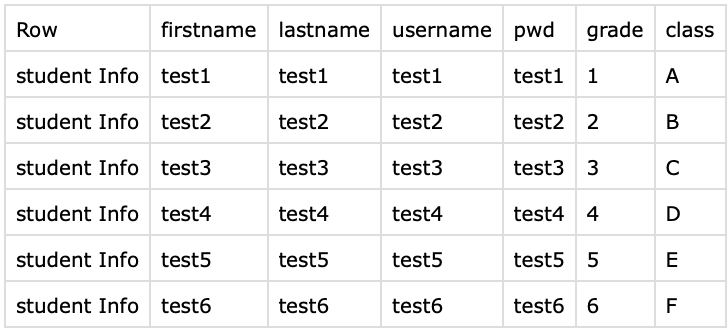 Row firstname lastname username pwd grade class
student Info test1 test1 test1 test1 1 A
student Info test2 test2 test2 test2 2 B
student Info test3 test3 test3 test3 3 C
student Info test4 test4 test4 test4 4 D
student Info test5 test5 test5 test5 5 E
student Info test6 test6 test6 test6 6 F